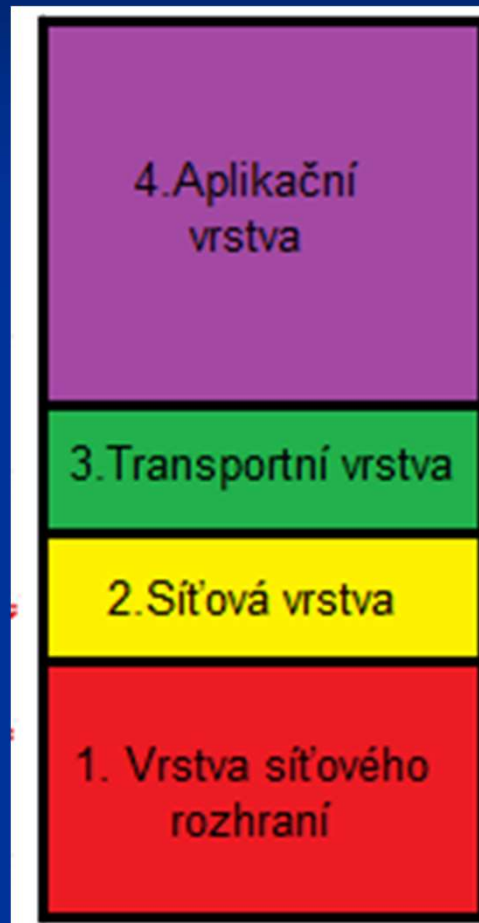 4.Aplikační
vrstva
3.Transportní vrstva
2.Síťová vrstva
1. Vrstva síťového
rozhraní